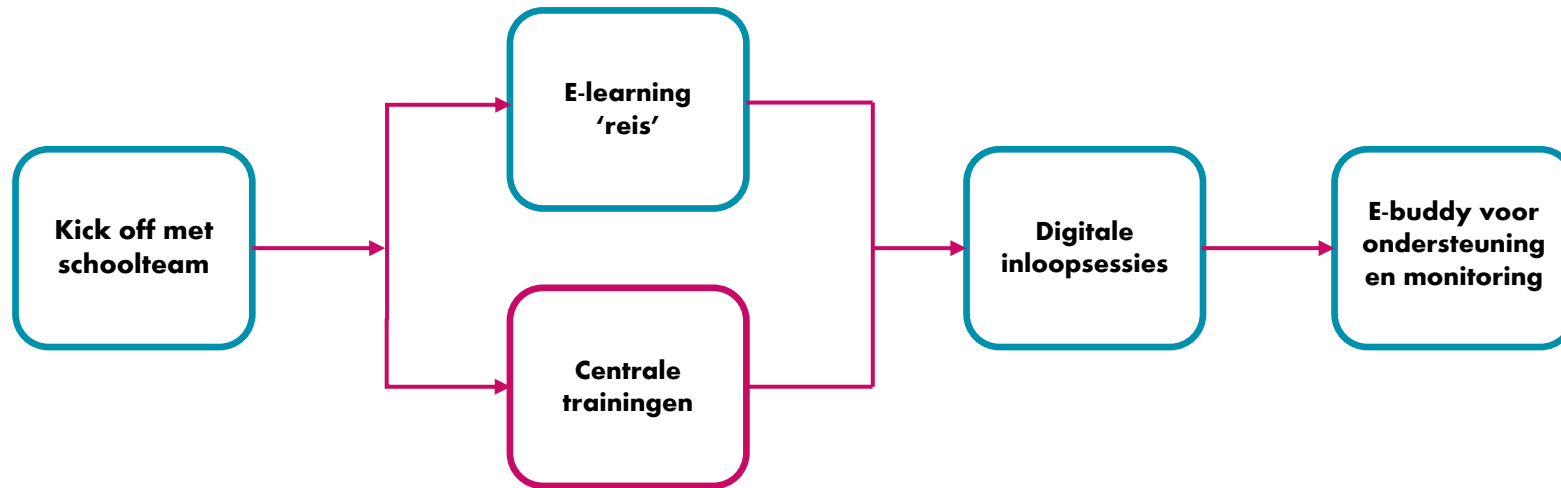 Kick off met
schoolteam
E-learning
‘reis’
Centrale
trainingen
Digitale
inloopsessies
E-buddy voor
ondersteuning
en monitoring